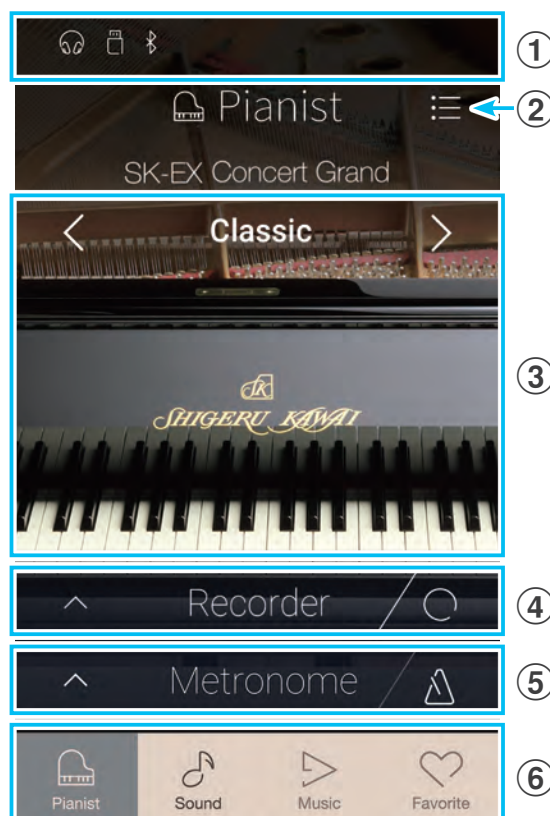 ①
Pianist
②
SK-EX Concert Grand
Classic
SK
SHIGERU KAWAI
③
Recorder
④
Metronome
⑤
Pianist Sound Music Favorite
⑥